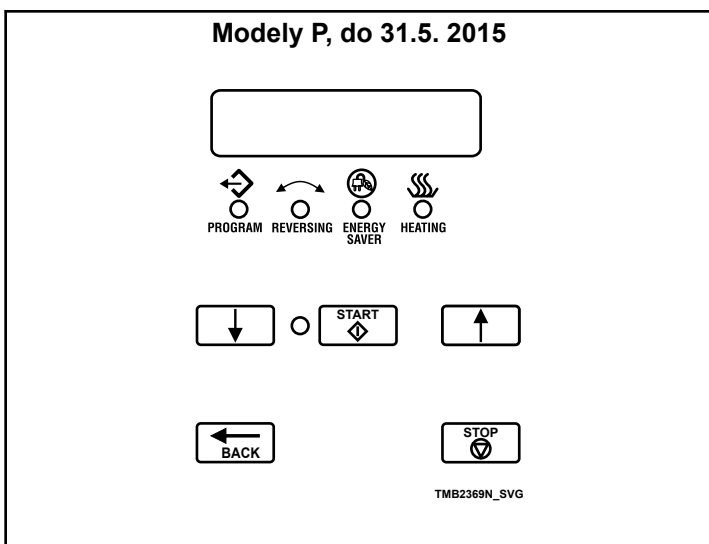 Modely P, do 31.5. 2015
PROGRAM REVERSING ENERGY SAVER HEATING
START
BACK
STOP
TMB2369N_SVG